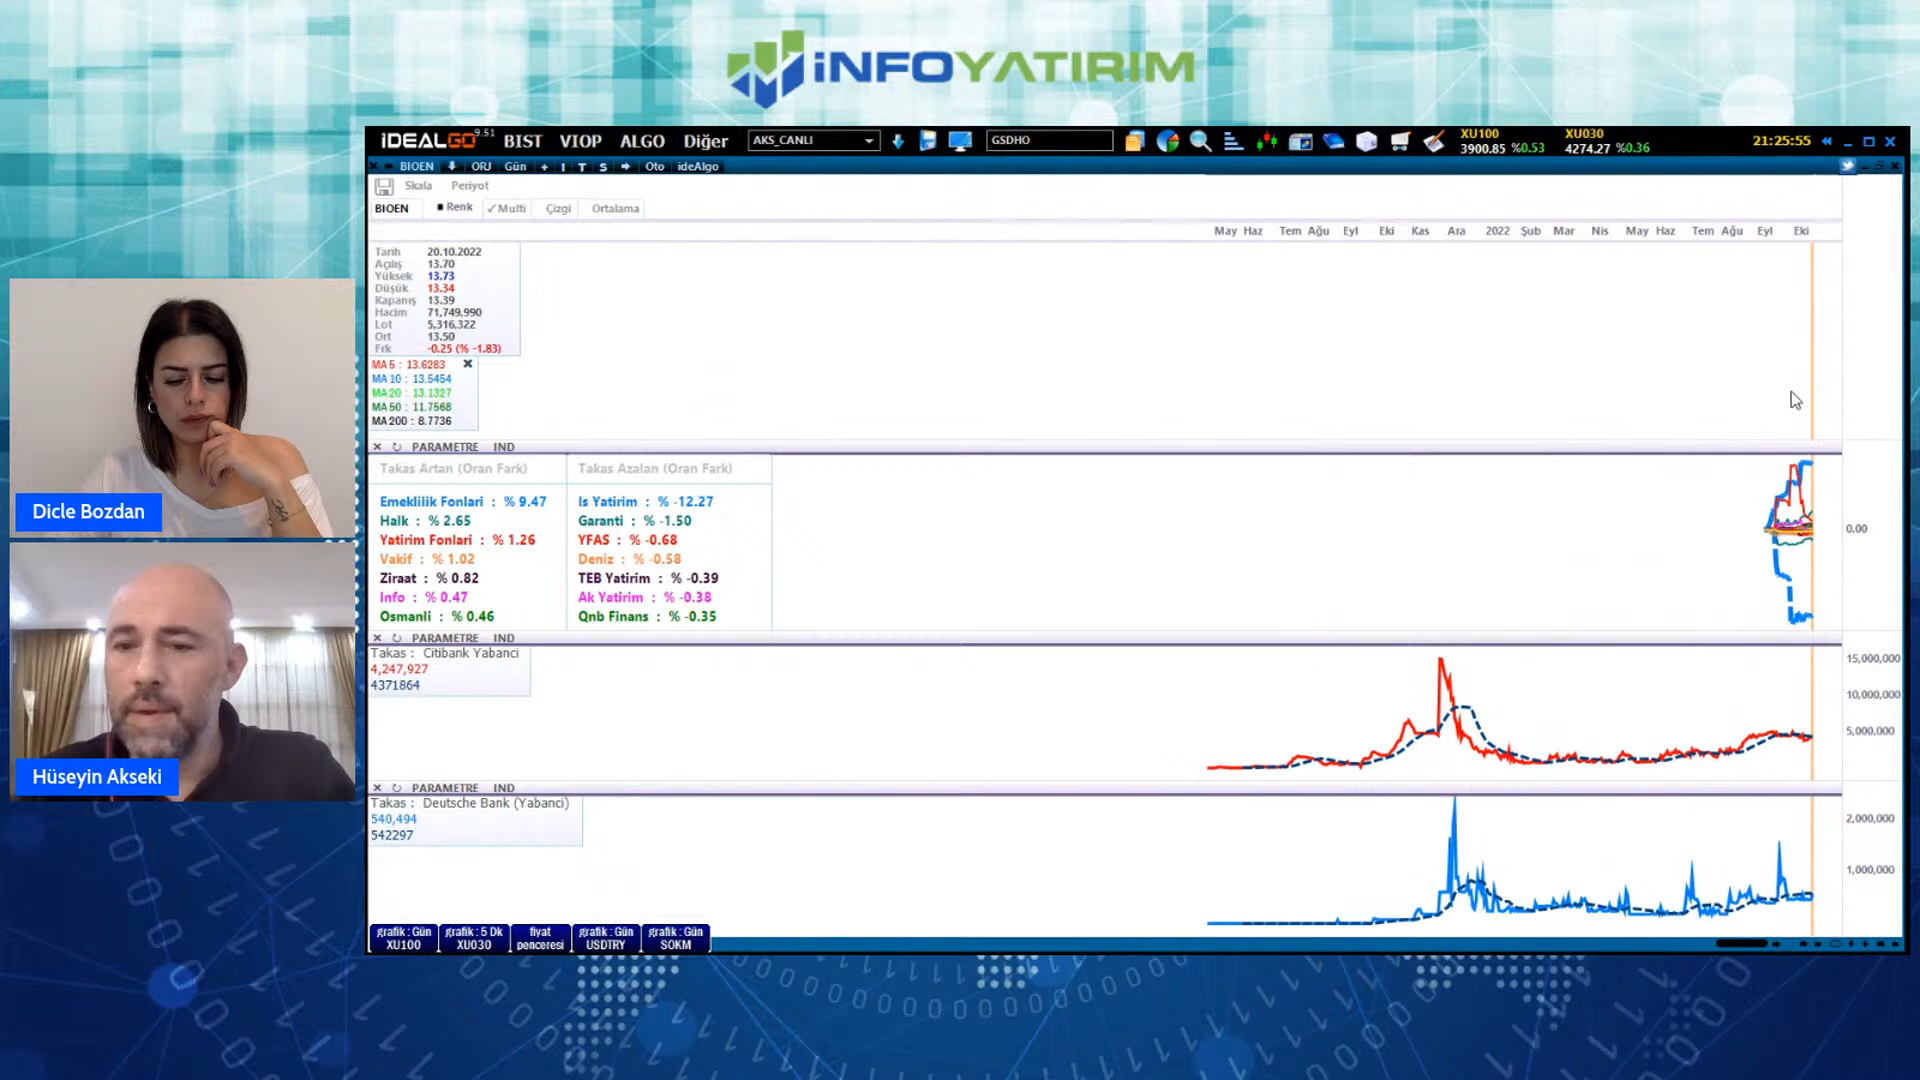 iNFOYATIRIM
iDEALGO 9.51 BIST VIOP ALGO Diğer AKS_CANLI GSDHO XU100 3900.85 %0.53 XU030 4274.27 %0.36 21:25:55
BIOEN ORJ Gün + I T S Oto ideAlgo
Skala Periyot
BIOEN Renk ✓Multi Çizgi Ortalama
May Haz Tem Ağu Eyl Eki Kas Ara 2022 Şub Mar Nis May Haz Tem Ağu Eyl Eki
Tarih 20.10.2022
Açılış 13.70
Yüksek 13.73
Düşük 13.34
Kapanış 13.39
Hacim 71,749,990
Lot 5,316,322
Ort 13.50
Frk -0.25 (% -1.83)
MA 5 : 13.6283
MA 10 : 13.5454
MA 20 : 13.1327
MA 50 : 11.7568
MA 200 : 8.7736
PARAMETRE IND
Takas Artan (Oran Fark) Takas Azalan (Oran Fark)
Emeklilik Fonlari : % 9.47 Is Yatirim : % -12.27
Halk : % 2.65 Garanti : % -1.50
Yatirim Fonlari : % 1.26 YFAS : % -0.68
Vakif : % 1.02 Deniz : % -0.58
Ziraat : % 0.82 TEB Yatirim : % -0.39
Info : % 0.47 Ak Yatirim : % -0.38
Osmanli : % 0.46 Qnb Finans : % -0.35
0.00
PARAMETRE IND
Takas : Citibank Yabanci
4,247,927
4371864
15,000,000
10,000,000
5,000,000
PARAMETRE IND
Takas : Deutsche Bank (Yabanci)
540,494
542297
2,000,000
1,000,000
grafik : Gün XU100
grafik : 5 Dk XU030
fiyat penceresi
grafik : Gün USDTRY
grafik : Gün SOKM
Dicle Bozdan
Hüseyin Akseki